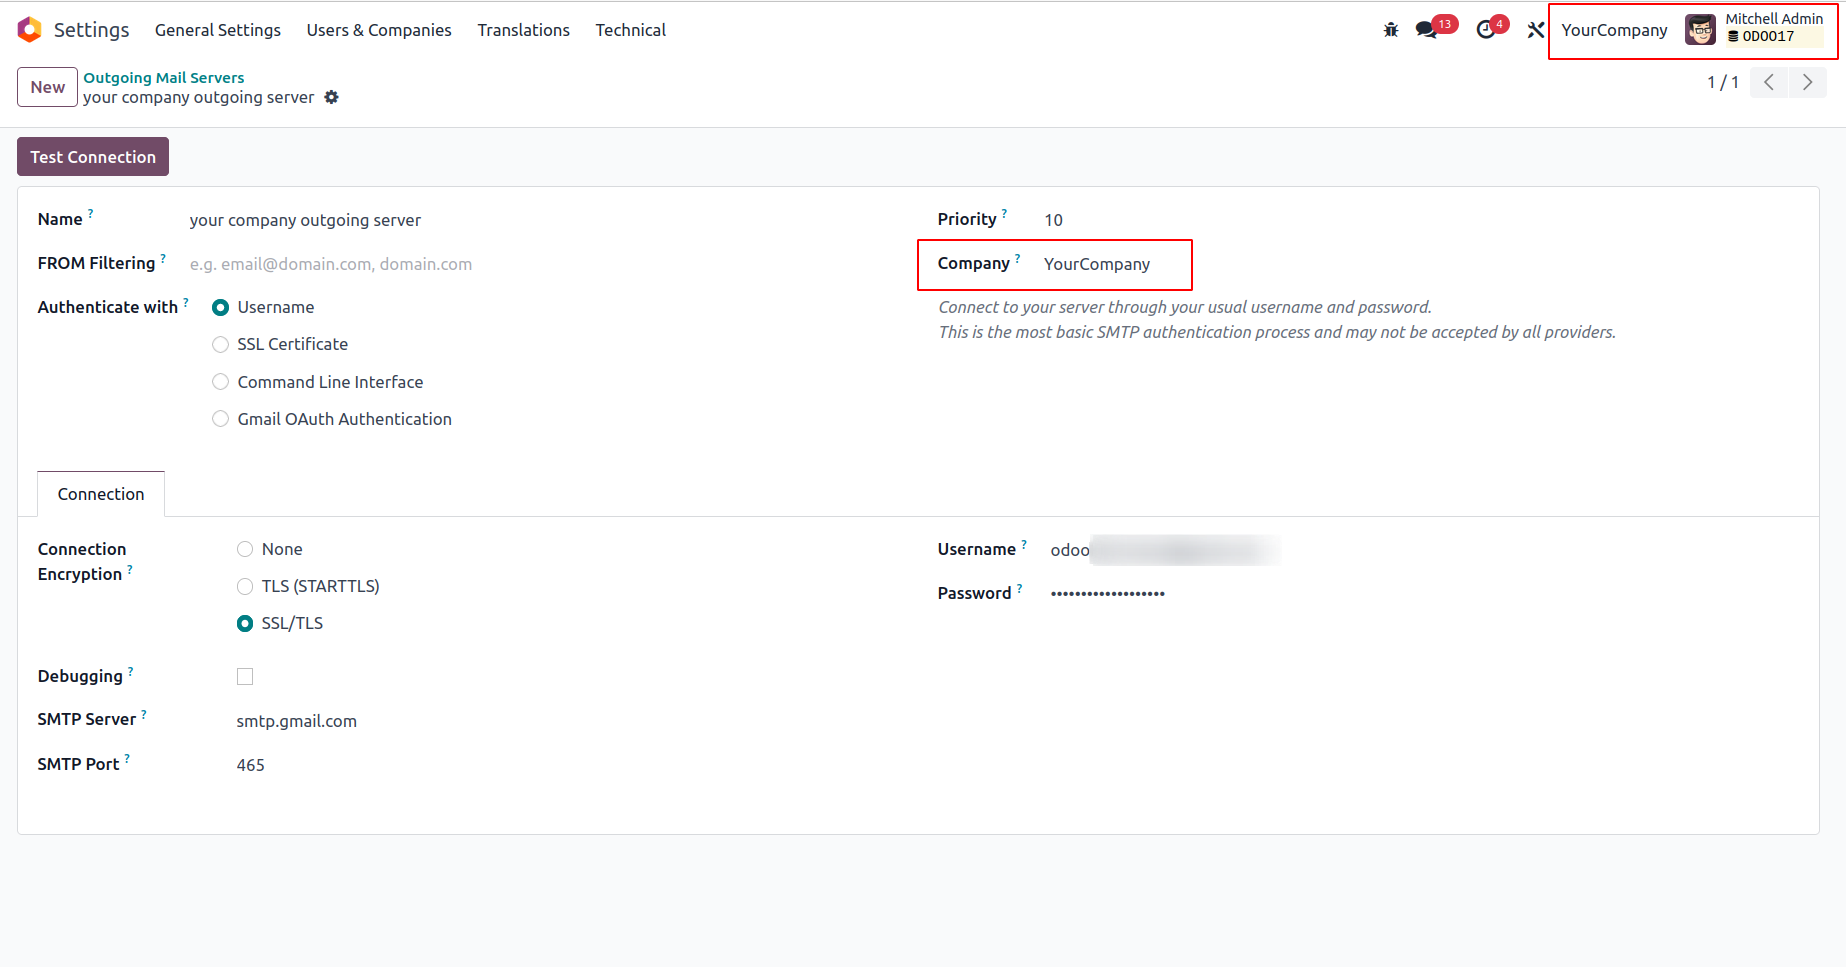 Settings General Settings Users & Companies Translations Technical 13 4 YourCompany Mitchell Admin
ODOO17
New Outgoing Mail Servers
your company outgoing server
1 / 1
Test Connection
Name ? your company outgoing server
Priority ? 10
FROM Filtering ? e.g. email@domain.com, domain.com
Company ? YourCompany
Authenticate with ? Username
SSL Certificate
Command Line Interface
Gmail OAuth Authentication
Connect to your server through your usual username and password.
This is the most basic SMTP authentication process and may not be accepted by all providers.
Connection
Connection
Encryption ?
None
TLS (STARTTLS)
SSL/TLS
Username ? odoo
Password ? •••••••••••••••••••
Debugging ?
SMTP Server ? smtp.gmail.com
SMTP Port ? 465